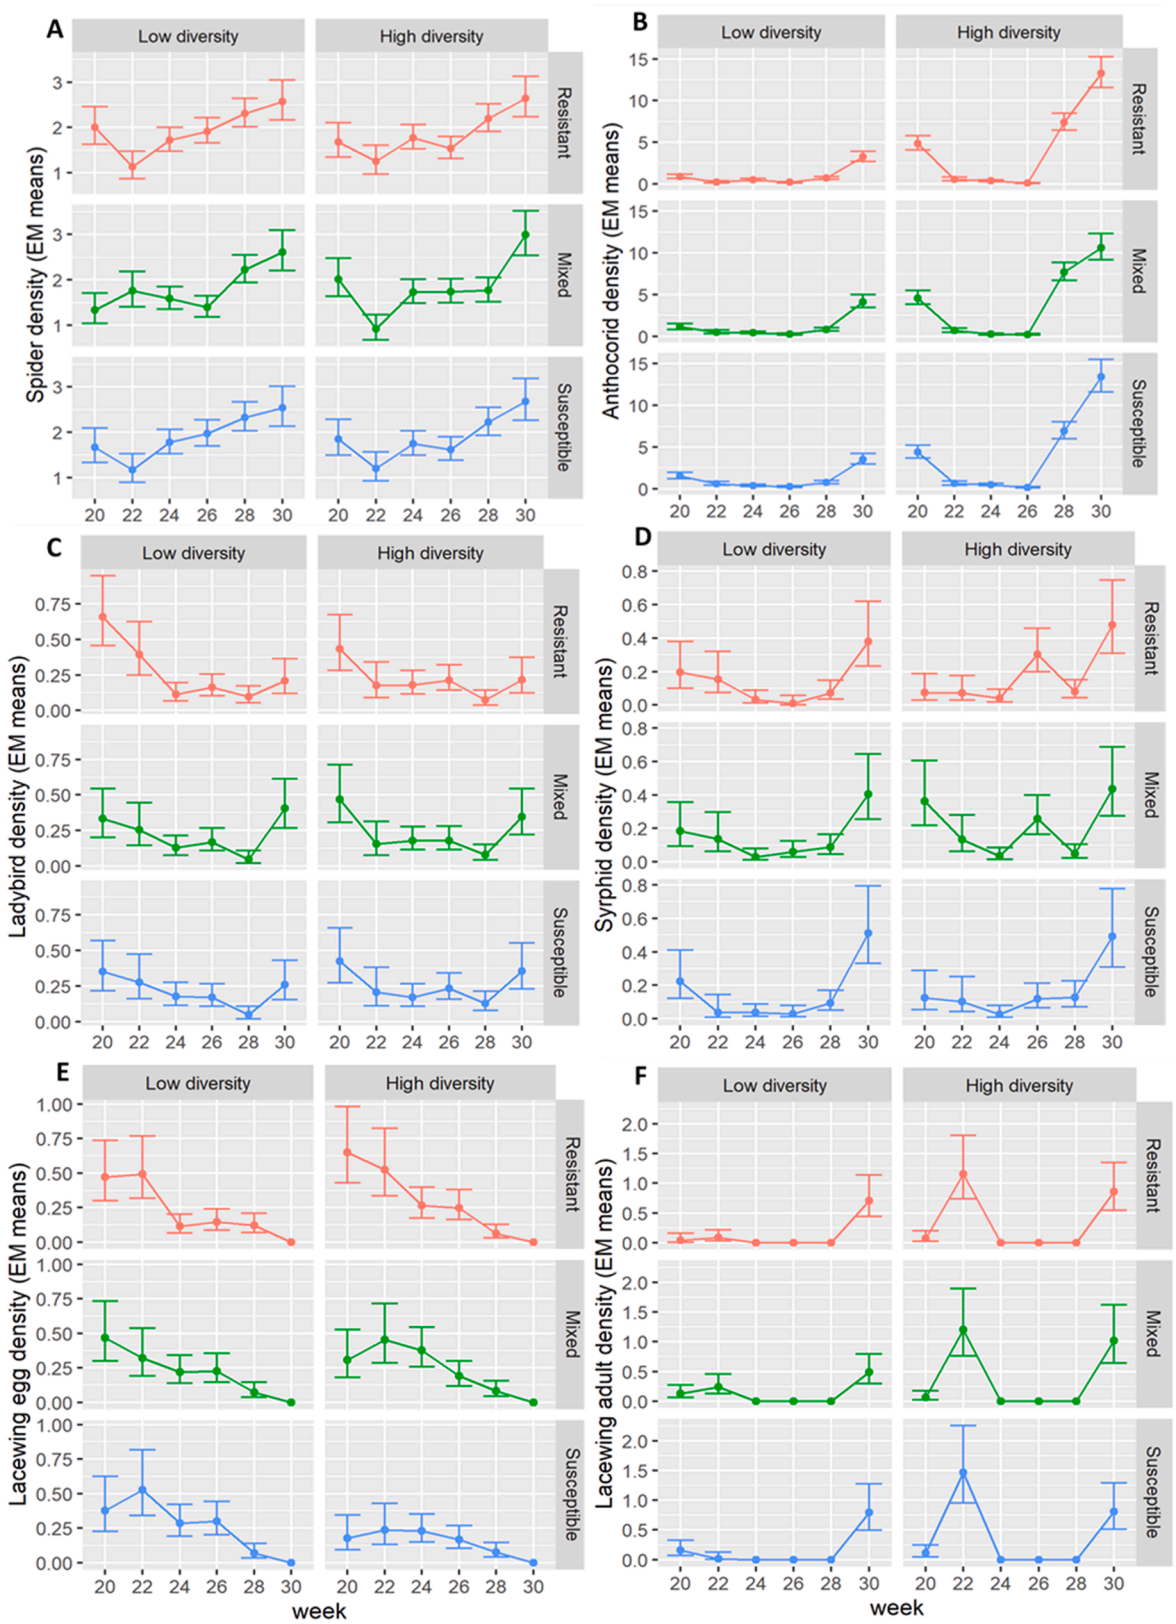 A
Low diversity
High diversity
Spider density (EM means)
3
2
1
Resistant
3
2
1
Mixed
3
2
1
Susceptible
20 22 24 26 28 30
20 22 24 26 28 30
B
Low diversity
High diversity
Anthocorid density (EM means)
15
10
5
0
Resistant
15
10
5
0
Mixed
15
10
5
0
Susceptible
20 22 24 26 28 30
20 22 24 26 28 30
C
Low diversity
High diversity
Ladybird density (EM means)
0.75
0.50
0.25
0.00
Resistant
0.75
0.50
0.25
0.00
Mixed
0.75
0.50
0.25
0.00
Susceptible
20 22 24 26 28 30
20 22 24 26 28 30
D
Low diversity
High diversity
Syrphid density (EM means)
0.8
0.6
0.4
0.2
0.0
Resistant
0.8
0.6
0.4
0.2
0.0
Mixed
0.8
0.6
0.4
0.2
0.0
Susceptible
20 22 24 26 28 30
20 22 24 26 28 30
E
Low diversity
High diversity
Lacewing egg density (EM means)
1.00
0.75
0.50
0.25
0.00
Resistant
1.00
0.75
0.50
0.25
0.00
Mixed
1.00
0.75
0.50
0.25
0.00
Susceptible
20 22 24 26 28 30
20 22 24 26 28 30
week
F
Low diversity
High diversity
Lacewing adult density (EM means)
2.0
1.5
1.0
0.5
0.0
Resistant
2.0
1.5
1.0
0.5
0.0
Mixed
2.0
1.5
1.0
0.5
0.0
Susceptible
20 22 24 26 28 30
20 22 24 26 28 30
week